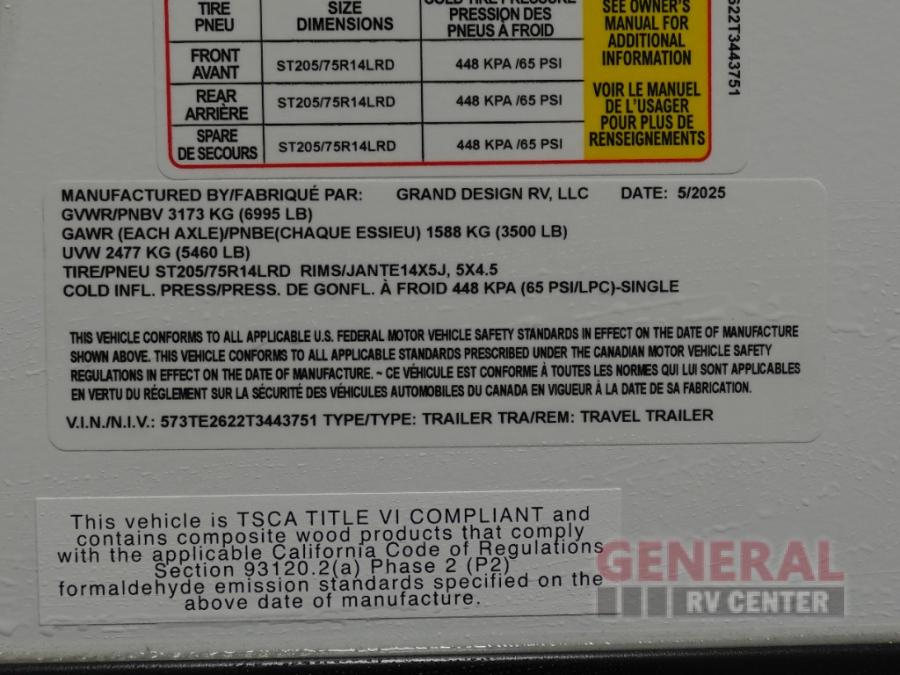 TIRE SIZE COLD TIRE PRESSURE SEE OWNER'S
PNEU DIMENSIONS PRESSION DES MANUAL FOR
PNEUS À FROID ADDITIONAL
INFORMATION
FRONT ST205/75R14LRD 448 KPA /65 PSI
AVANT
REAR ST205/75R14LRD 448 KPA /65 PSI VOIR LE MANUEL
ARRIÈRE DE L'USAGER
SPARE ST205/75R14LRD 448 KPA /65 PSI POUR PLUS DE
DE SECOURS RENSEIGNEMENTS
622T3443751
MANUFACTURED BY/FABRIQUÉ PAR: GRAND DESIGN RV, LLC DATE: 5/2025
GVWR/PNBV 3173 KG (6995 LB)
GAWR (EACH AXLE)/PNBE(CHAQUE ESSIEU) 1588 KG (3500 LB)
UVW 2477 KG (5460 LB)
TIRE/PNEU ST205/75R14LRD RIMS/JANTE14X5J, 5X4.5
COLD INFL. PRESS/PRESS. DE GONFL. À FROID 448 KPA (65 PSI/LPC)-SINGLE
THIS VEHICLE CONFORMS TO ALL APPLICABLE U.S. FEDERAL MOTOR VEHICLE SAFETY STANDARDS IN EFFECT ON THE DATE OF MANUFACTURE
SHOWN ABOVE. THIS VEHICLE CONFORMS TO ALL APPLICABLE STANDARDS PRESCRIBED UNDER THE CANADIAN MOTOR VEHICLE SAFETY
REGULATIONS IN EFFECT ON THE DATE OF MANUFACTURE. ~ CE VÉHICULE EST CONFORME À TOUTES LES NORMES QUI LUI SONT APPLICABLES
EN VERTU DU RÉGLEMENT SUR LA SÉCURITÉ DES VÉHICULES AUTOMOBILES DU CANADA EN VIGUEUR À LA DATE DE SA FABRICATION.
V.I.N./N.I.V.: 573TE2622T3443751 TYPE/TYPE: TRAILER TRA/REM: TRAVEL TRAILER
This vehicle is TSCA TITLE VI COMPLIANT and
contains composite wood products that comply
with the applicable California Code of Regulations
Section 93120.2(a) Phase 2 (P2)
formaldehyde emission standards specified on the
above date of manufacture.
GENERAL
RV CENTER